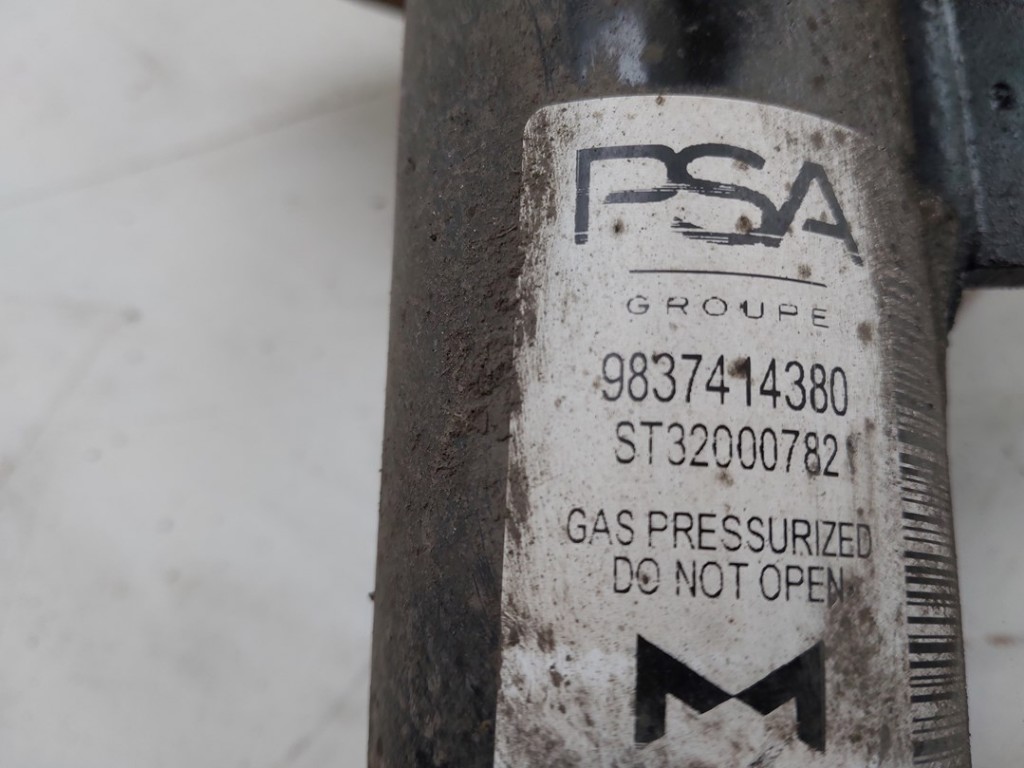 PSA
GROUPE
9837414380
ST32000782
GAS PRESSURIZED
DO NOT OPEN